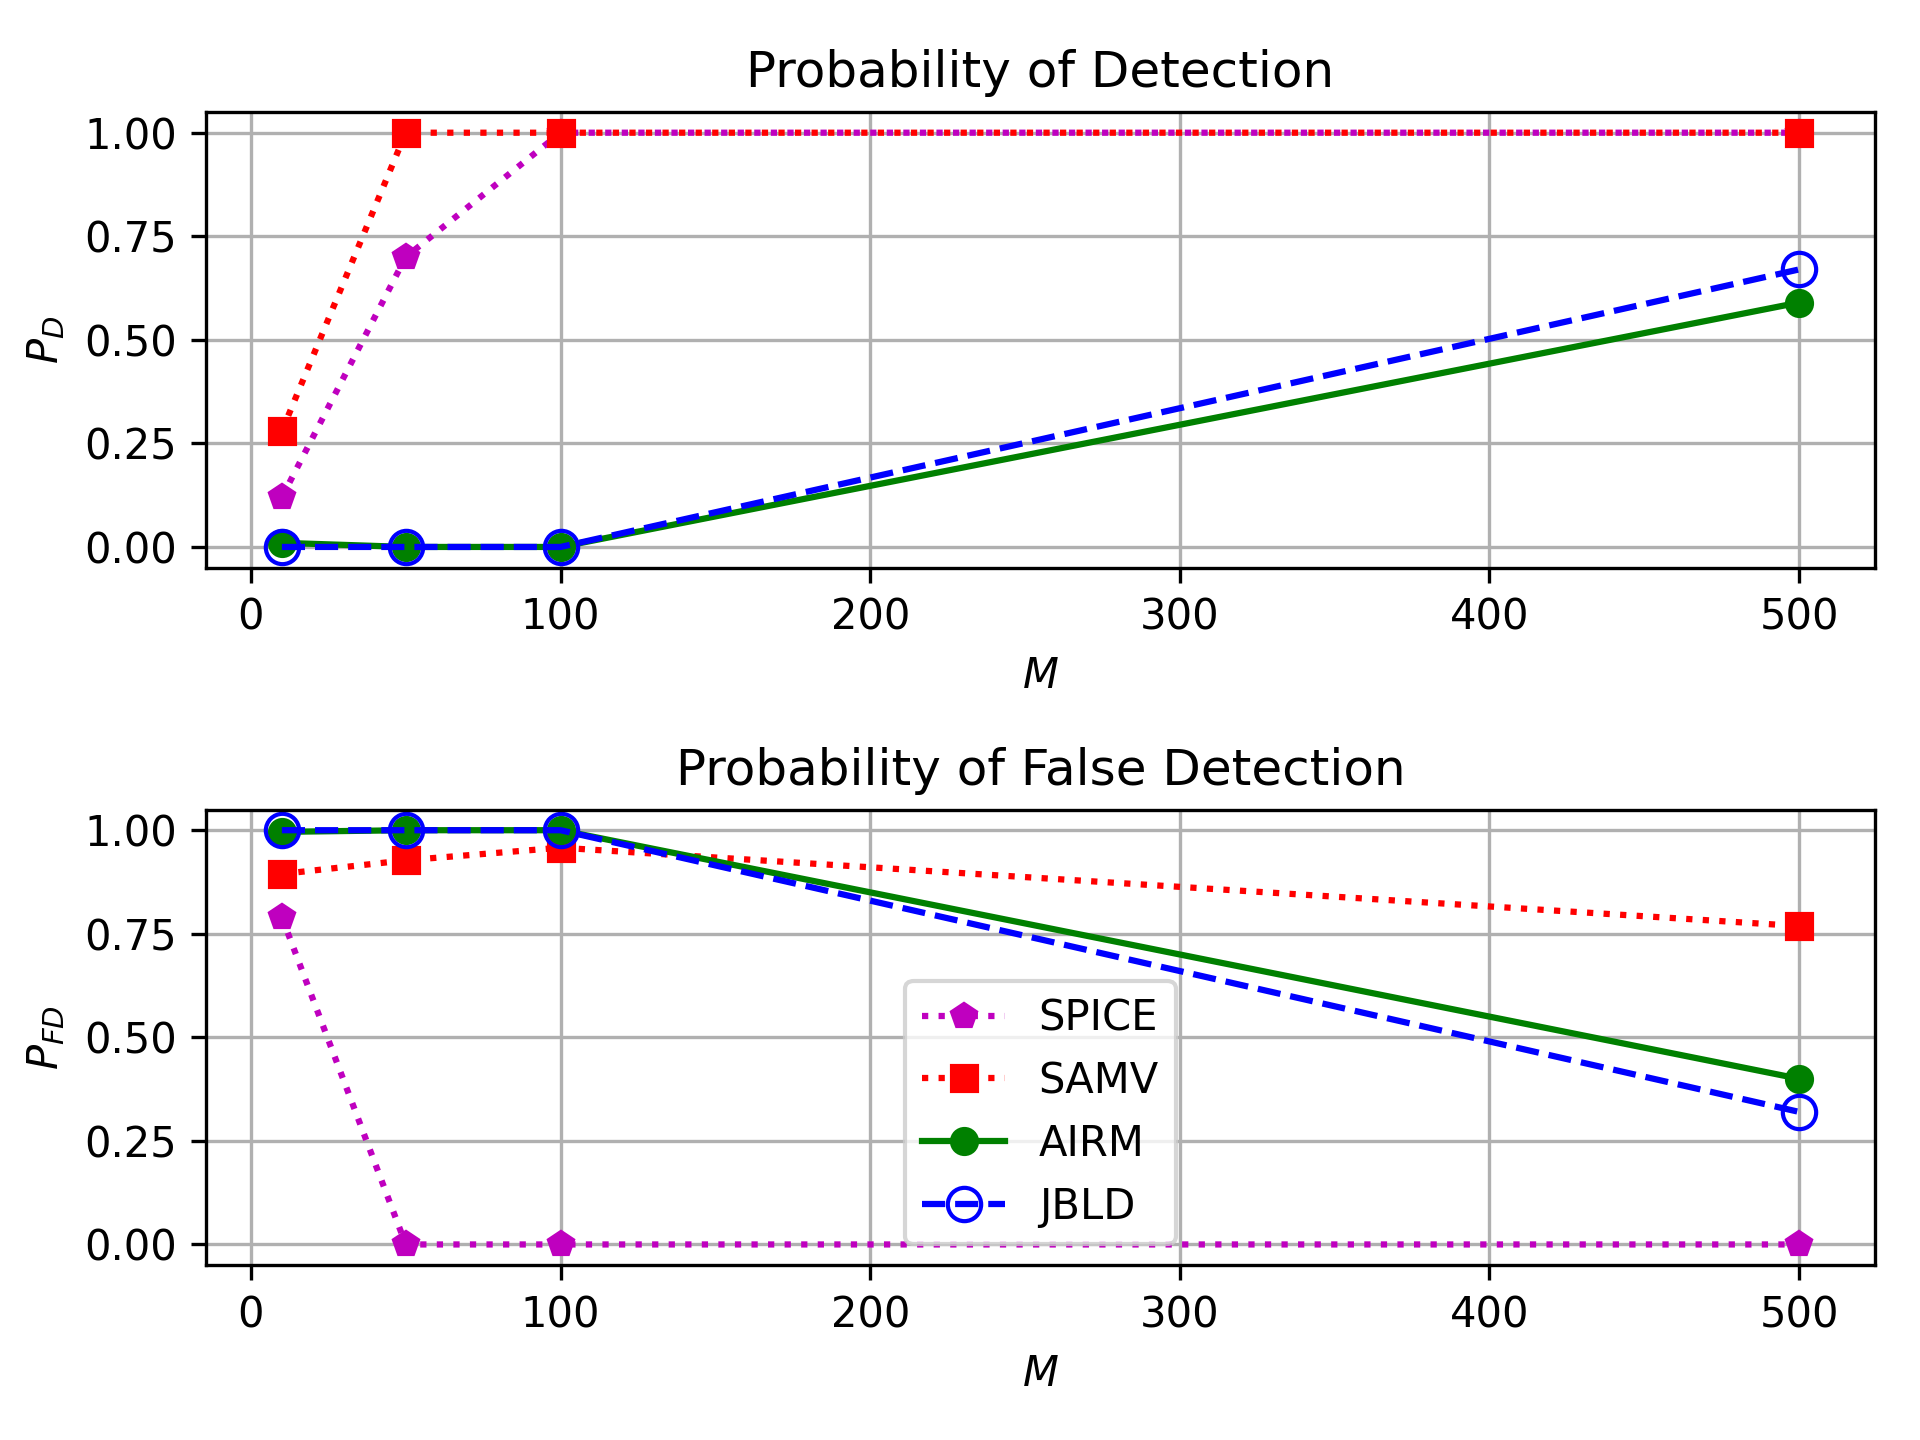 Probability of Detection
1.00
0.75
0.50
0.25
0.00
P_D
0 100 200 300 400 500
M
Probability of False Detection
1.00
0.75
0.50
0.25
0.00
P_FD
SPICE
SAMV
AIRM
JBLD
0 100 200 300 400 500
M